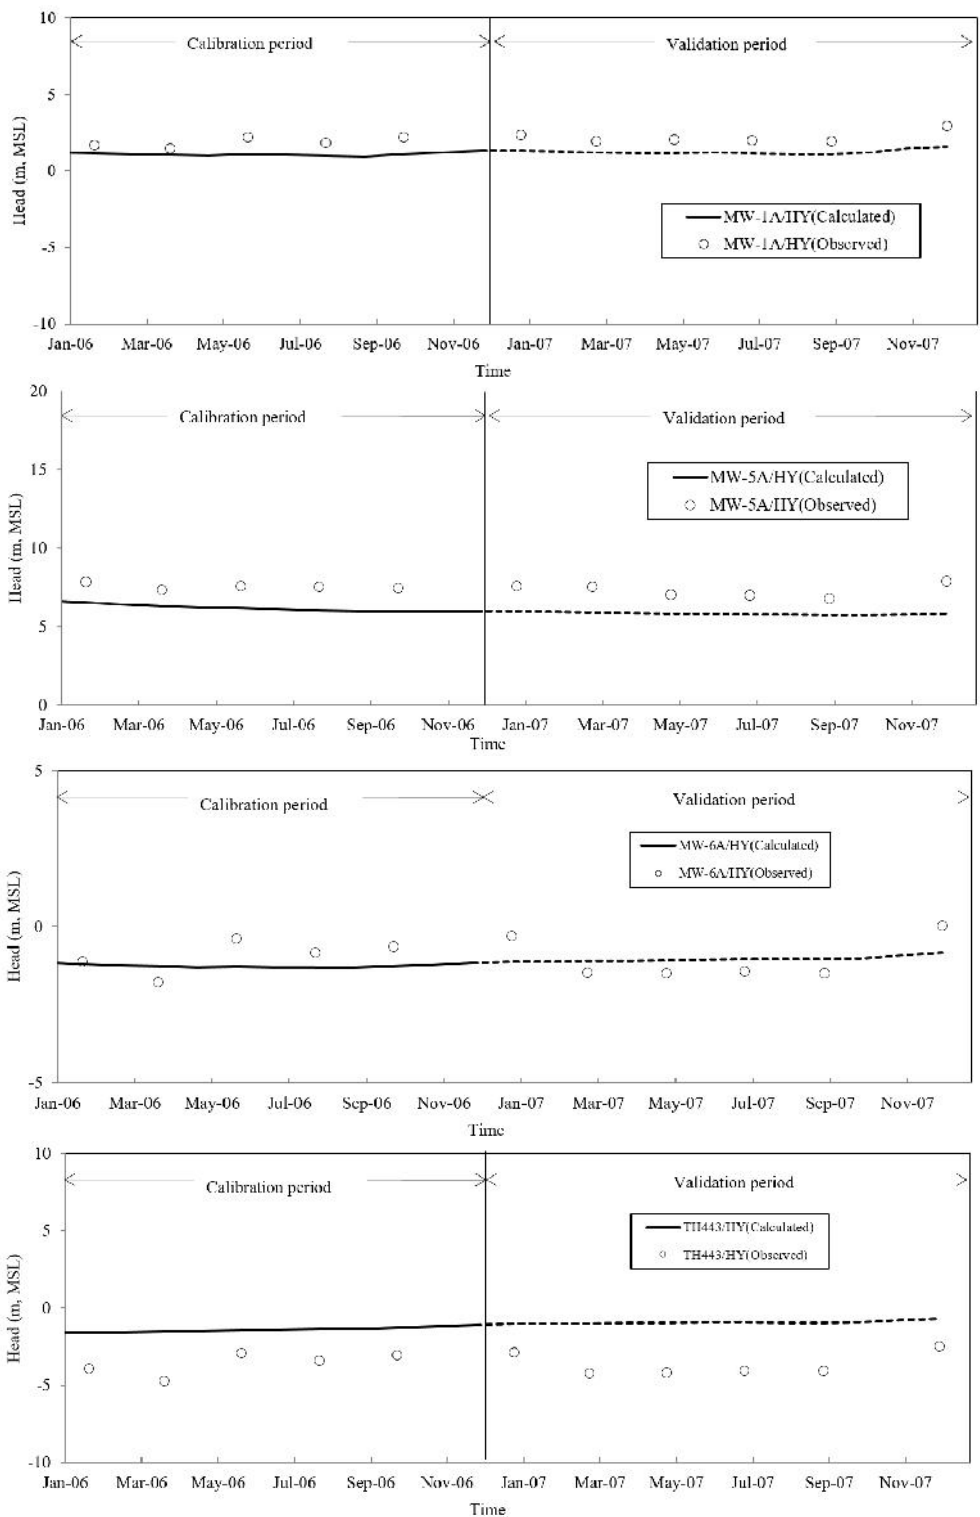 10
Calibration period
Validation period
5
0
-5
-10
Head (m, MSL)
MW-1A/HY(Calculated)
MW-1A/HY(Observed)
Jan-06 Mar-06 May-06 Jul-06 Sep-06 Nov-06 Jan-07 Mar-07 May-07 Jul-07 Sep-07 Nov-07
Time
20
Calibration period
Validation period
15
10
5
0
Head (m, MSL)
MW-5A/HY(Calculated)
MW-5A/HY(Observed)
Jan-06 Mar-06 May-06 Jul-06 Sep-06 Nov-06 Jan-07 Mar-07 May-07 Jul-07 Sep-07 Nov-07
Time
5
Calibration period
Validation period
0
-5
Head (m, MSL)
MW-6A/HY(Calculated)
MW-6A/HY(Observed)
Jan-06 Mar-06 May-06 Jul-06 Sep-06 Nov-06 Jan-07 Mar-07 May-07 Jul-07 Sep-07 Nov-07
Time
10
Calibration period
Validation period
5
0
-5
-10
Head (m, MSL)
TH443/HY(Calculated)
TH443/HY(Observed)
Jan-06 Mar-06 May-06 Jul-06 Sep-06 Nov-06 Jan-07 Mar-07 May-07 Jul-07 Sep-07 Nov-07
Time